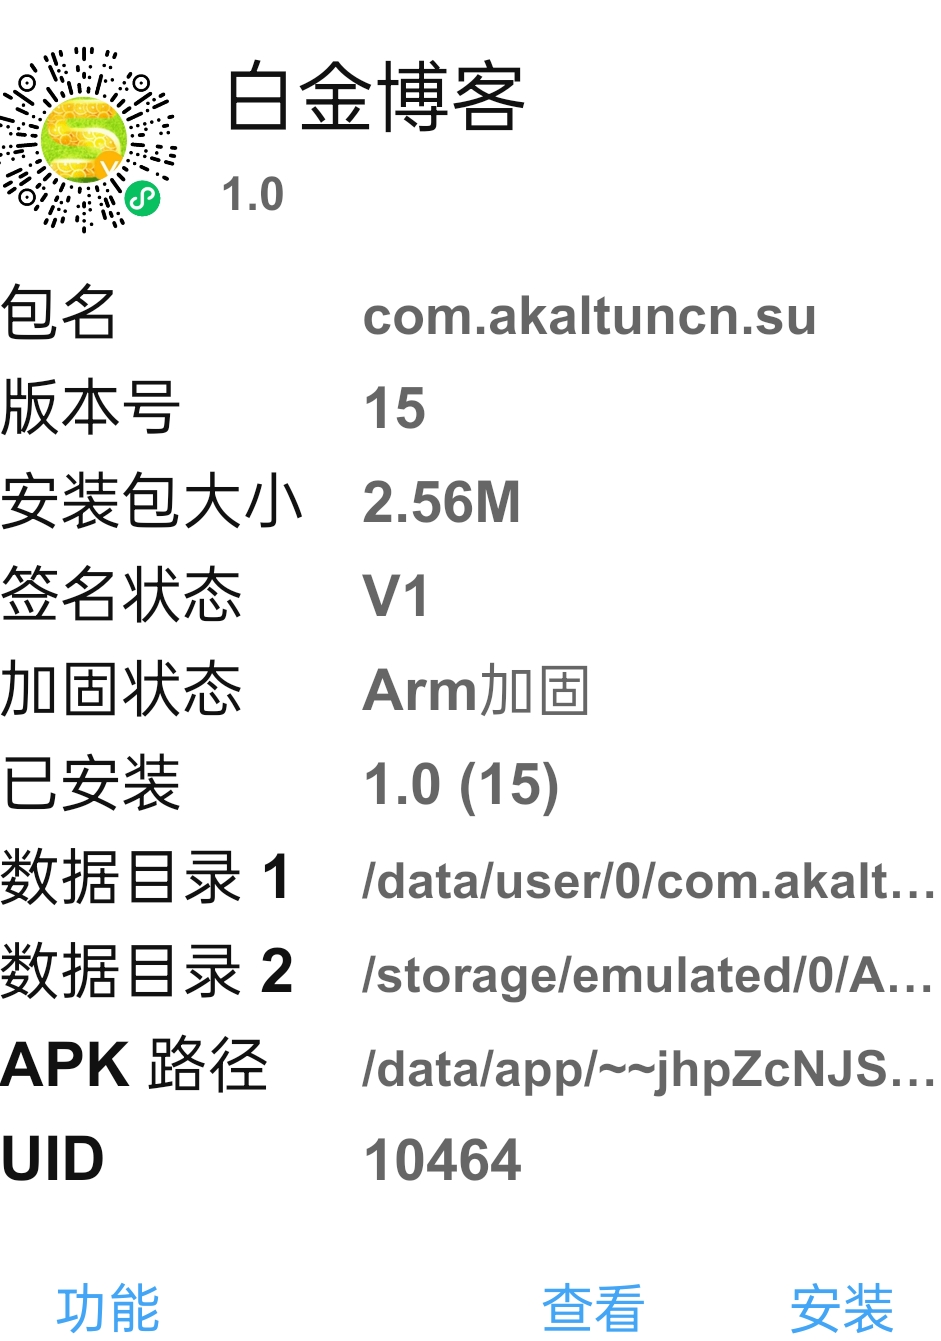 白金博客
1.0
包名 com.akaltuncn.su
版本号 15
安装包大小 2.56M
签名状态 V1
加固状态 Arm加固
已安装 1.0 (15)
数据目录 1 /data/user/0/com.akalt...
数据目录 2 /storage/emulated/0/A...
APK 路径 /data/app/~~jhpZcNJS...
UID 10464
功能 查看 安装